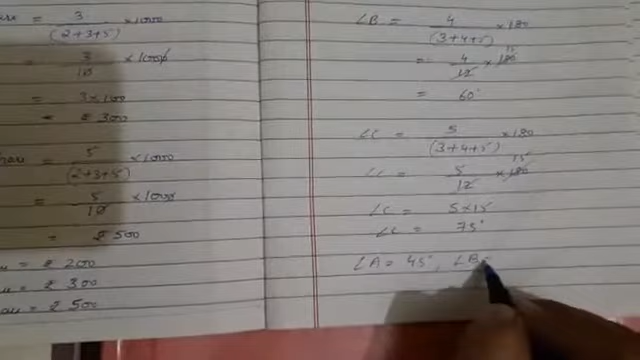 = 3/(2+3+5) ×1000
= 3/10 × 1000
= 3×100
= ₹ 300
= 5/(2+3+5) ×1000
= 5/10 ×1000
= ₹ 500
= ₹ 200
= ₹ 300
= ₹ 500
∠B = 4/(3+4+5) ×180
= 4/12 × 180 15
= 60°
∠C = 5/(3+4+5) ×180
∠C = 5/12 ×180 15
∠C = 5×15
∠C = 75°
∠A = 45°, ∠B=